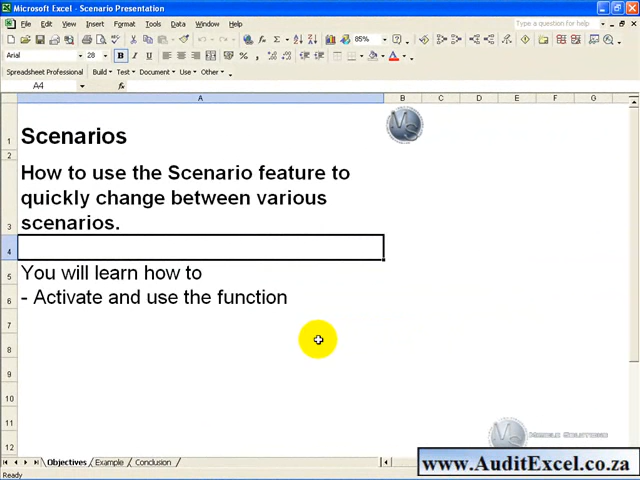 Microsoft Excel - Scenario Presentation
File Edit View Insert Format Tools Data Window Help
Type a question for help
85%
Arial 28 B I U
Spreadsheet Professional Build Test Document Use Other
A4 fx
A B C D E F G
1 Scenarios
2
How to use the Scenario feature to
quickly change between various
3 scenarios.
4
5 You will learn how to
6 - Activate and use the function
7
8
9
10
11
12
www.AuditExcel.co.za
Objectives Example Conclusion
Ready